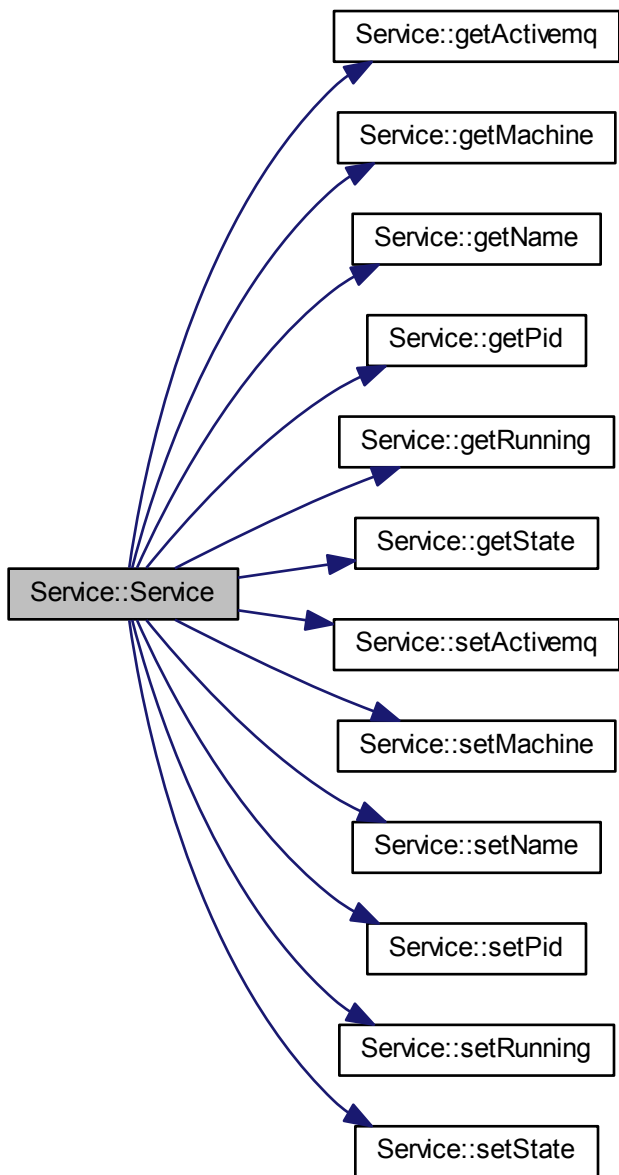 Service::getActivemq
Service::getMachine
Service::getName
Service::getPid
Service::getRunning
Service::getState
Service::Service
Service::setActivemq
Service::setMachine
Service::setName
Service::setPid
Service::setRunning
Service::setState